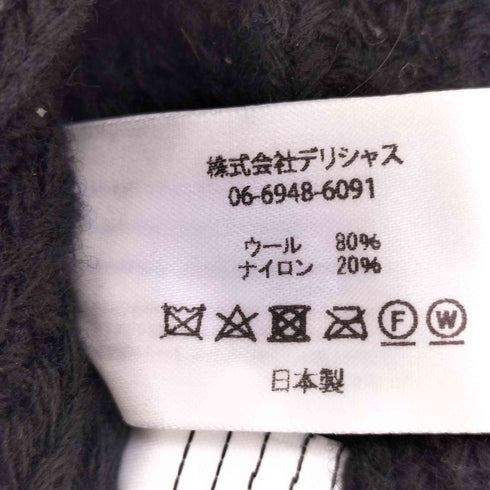 株式会社デリシャス
06-6948-6091
ウール 80%
ナイロン 20%
F W
日本製